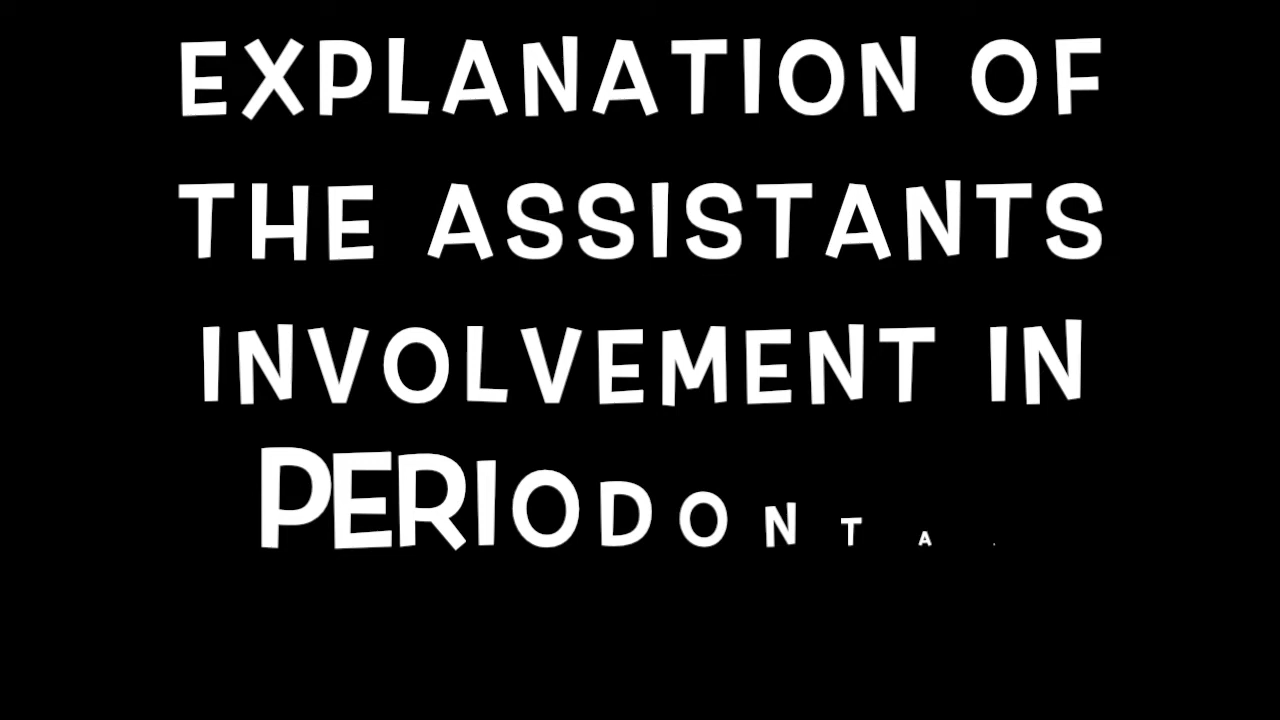 EXPLANATION OF
THE ASSISTANTS
INVOLVEMENT IN
PERIODONTA